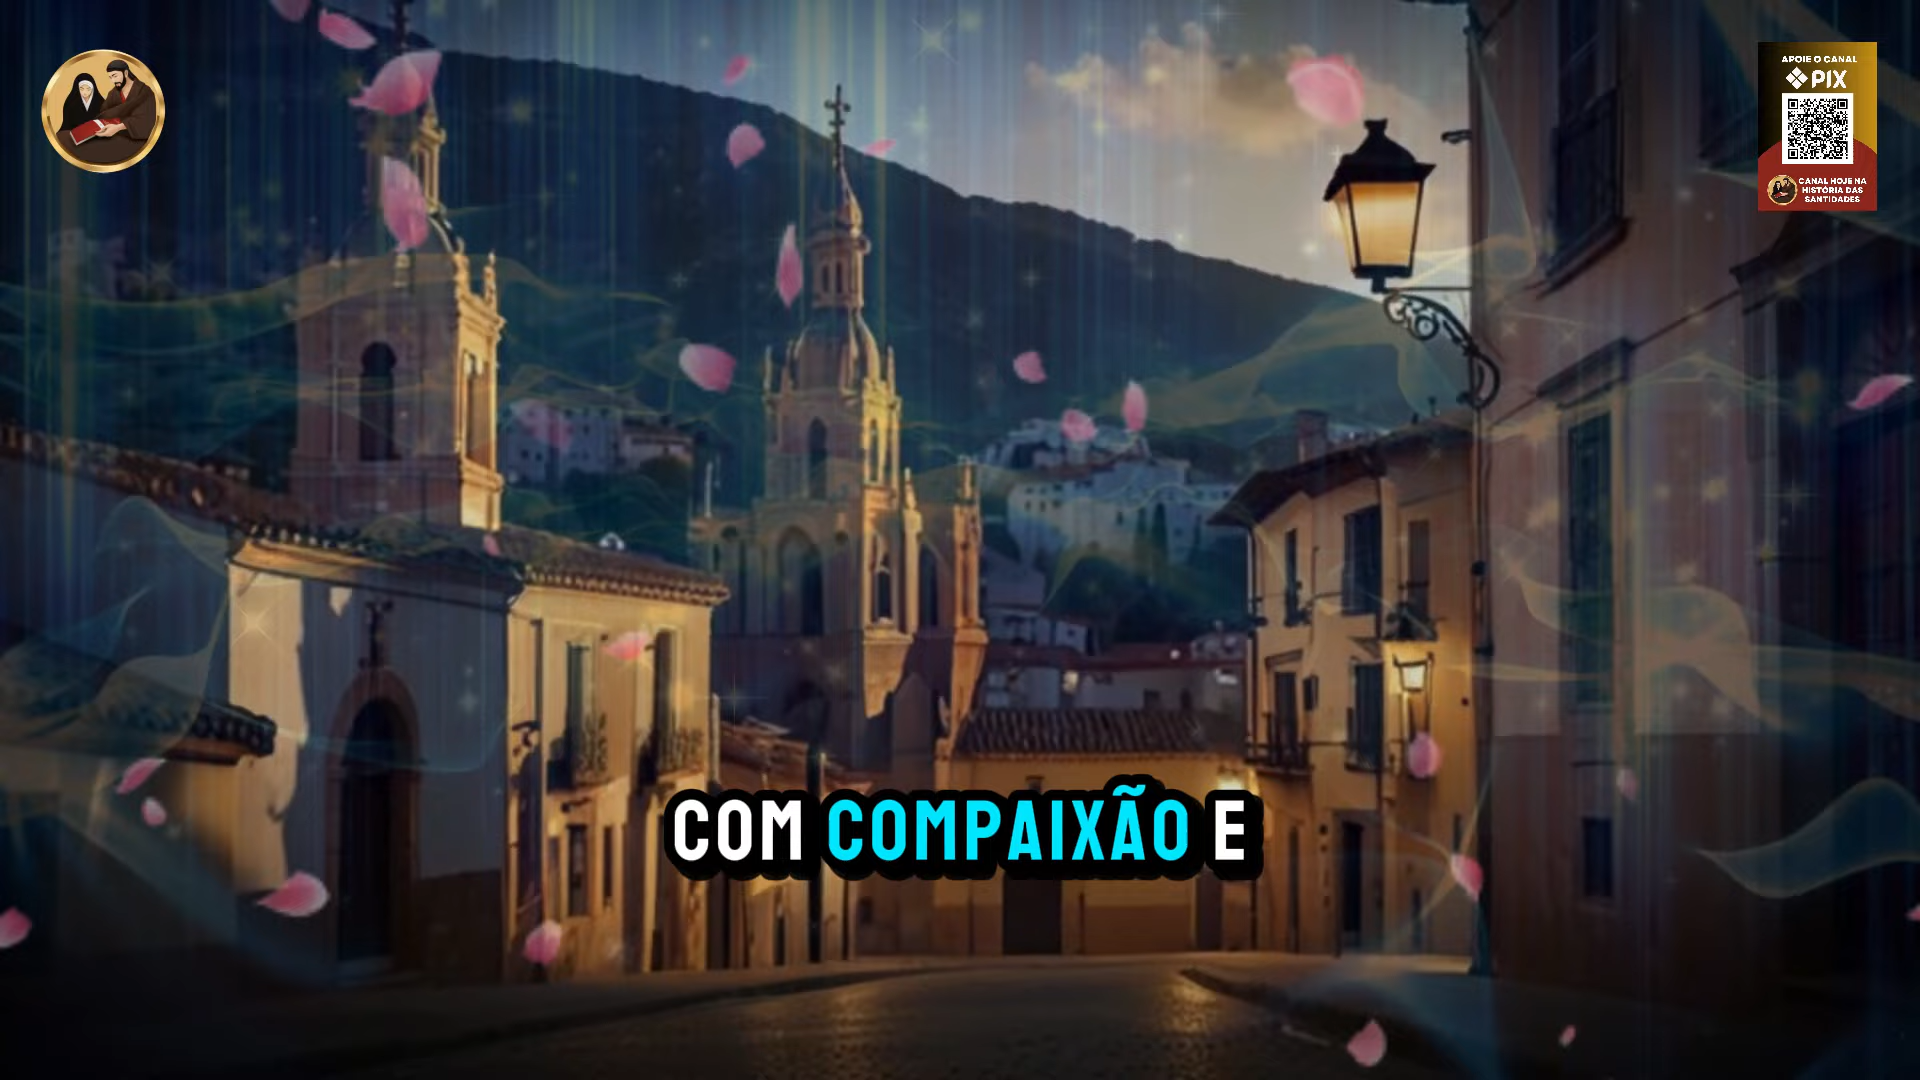 APOIE O CANAL
PIX
CANAL HOJE NA
HISTÓRIA DAS
SANTIDADES
COM COMPAIXÃO E